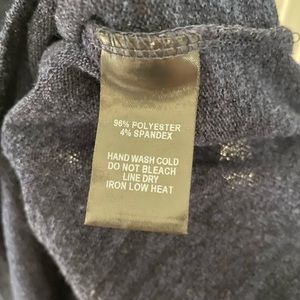 96% POLYESTER
4% SPANDEX
HAND WASH COLD
DO NOT BLEACH
LINE DRY
IRON LOW HEAT